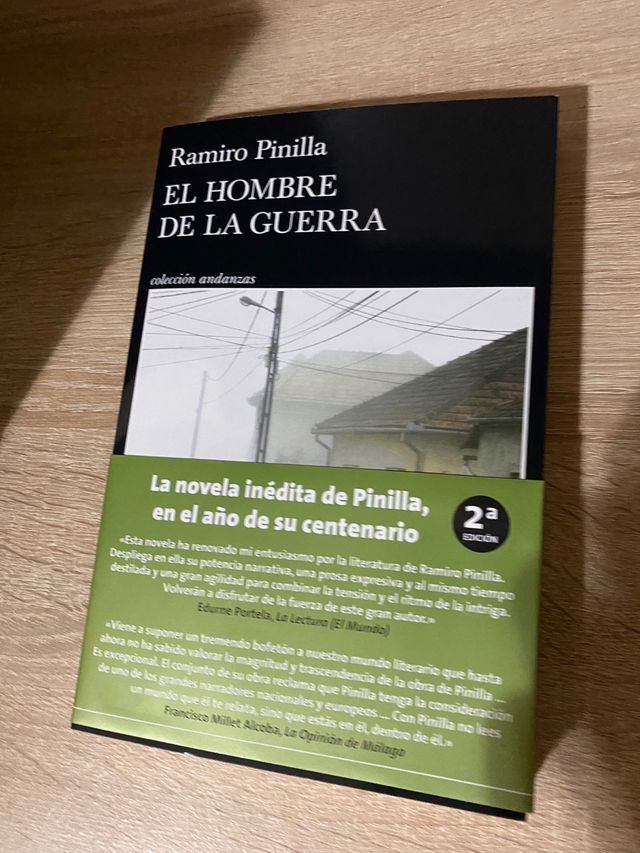 Ramiro Pinilla
EL HOMBRE
DE LA GUERRA
colección andanzas
La novela inédita de Pinilla,
en el año de su centenario
2ª
EDICIÓN
«Esta novela ha renovado mi entusiasmo por la literatura de Ramiro Pinilla.
Despliega en ella su potencia narrativa, una prosa expresiva y al mismo tiempo
destilada y una gran agilidad para combinar la tensión y el ritmo de la intriga.
Volverán a disfrutar de la fuerza de este gran autor.»
Edurne Portela, La Lectura (El Mundo)
«Viene a suponer un tremendo bofetón a nuestro mundo literario que hasta
ahora no ha sabido valorar la magnitud y trascendencia de la obra de Pinilla ...
Es excepcional. El conjunto de su obra reclama que Pinilla tenga la consideración
de uno de los grandes narradores nacionales y europeos ... Con Pinilla no lees
un mundo que él te relata, sino que estás en él, dentro de él.»
Francisco Millet Alcoba, La Opinión de Málaga